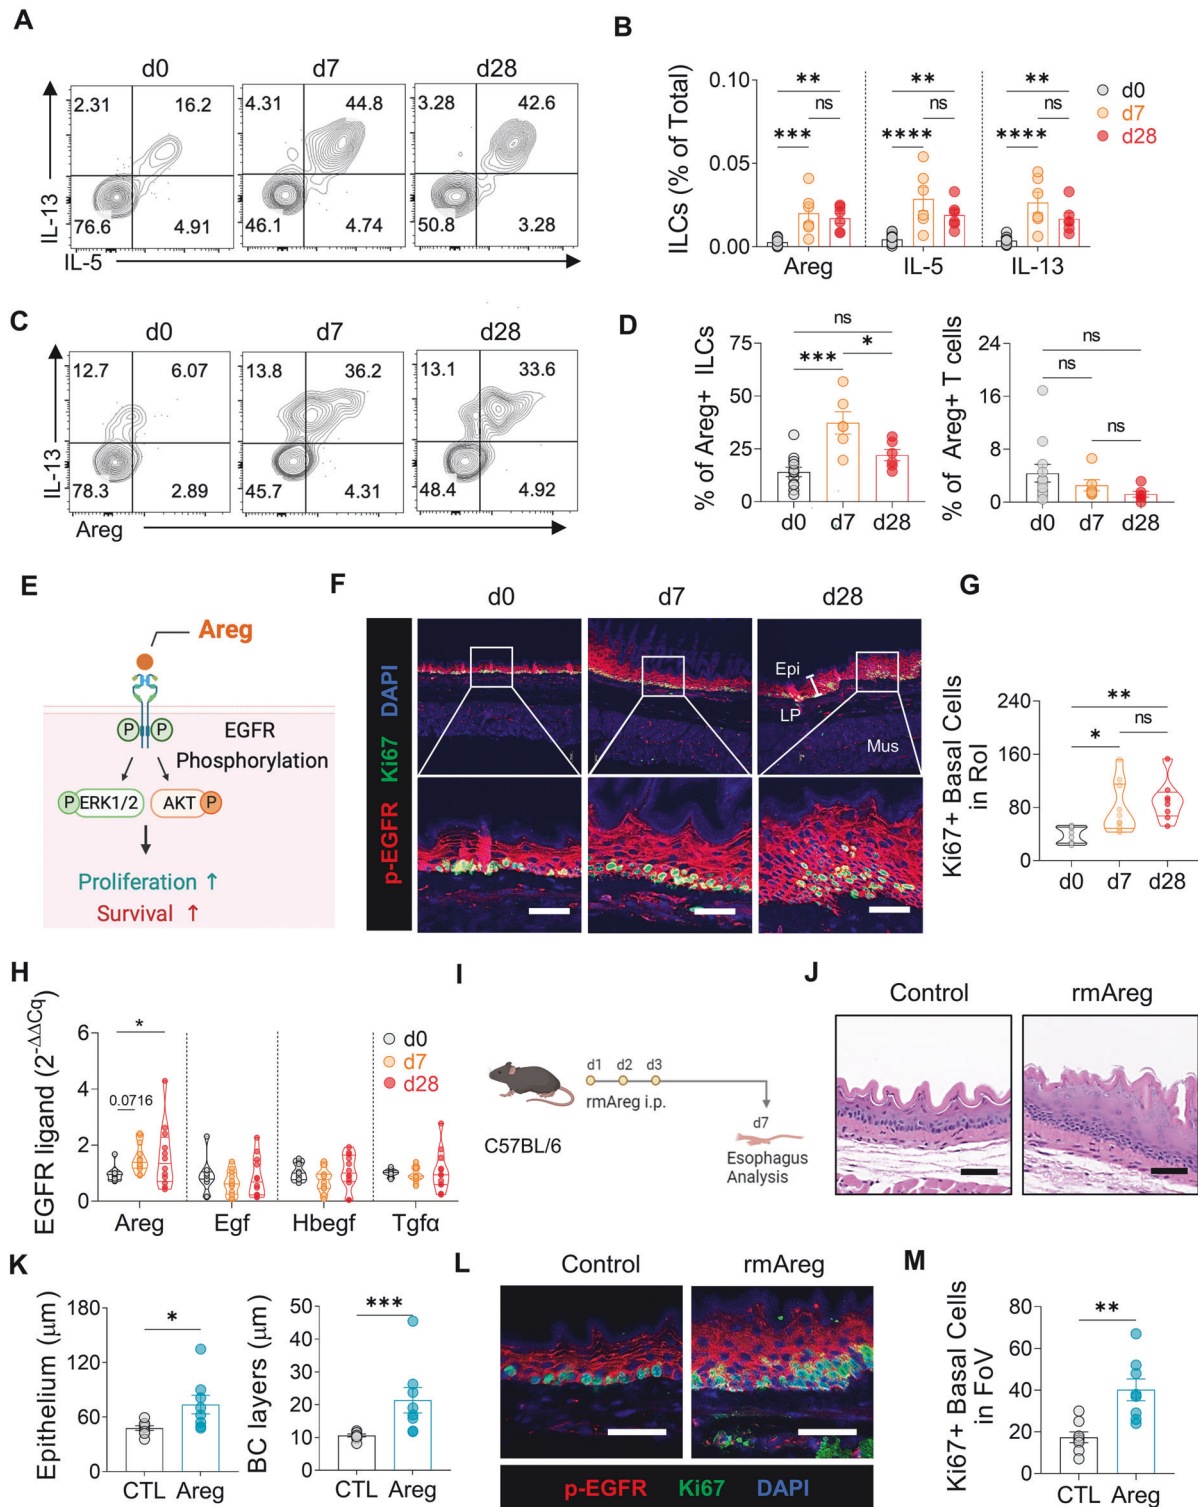 A
d0 d7 d28
2.31 16.2 4.31 44.8 3.28 42.6
76.6 4.91 46.1 4.74 50.8 3.28
IL-13
IL-5
B
ILCs (% of Total)
0.10
0.05
0.00
** ** **
ns ns ns
*** **** ****
Areg IL-5 IL-13
d0
d7
d28
C
d0 d7 d28
12.7 6.07 13.8 36.2 13.1 33.6
78.3 2.89 45.7 4.31 48.4 4.92
IL-13
Areg
D
% of Areg+ ILCs
75
50
25
0
ns
*** *
d0 d7 d28
% of Areg+ T cells
24
16
8
0
ns
ns
ns
d0 d7 d28
E
Areg
P P
EGFR
Phosphorylation
P ERK1/2 AKT P
Proliferation ↑
Survival ↑
F
d0 d7 d28
p-EGFR Ki67 DAPI
Epi
LP
Mus
G
Ki67+ Basal Cells
in RoI
240
160
80
0
**
* ns
d0 d7 d28
H
EGFR ligand (2-ΔΔCq)
6
4
2
0
*
0.0716
d0
d7
d28
Areg Egf Hbegf Tgfα
I
d1 d2 d3
rmAreg i.p.
C57BL/6
d7
Esophagus
Analysis
J
Control rmAreg
K
Epithelium (μm)
180
120
60
0
*
CTL Areg
BC layers (μm)
50
40
30
20
10
0
***
CTL Areg
L
Control rmAreg
p-EGFR Ki67 DAPI
M
Ki67+ Basal Cells
in FoV
80
60
40
20
0
**
CTL Areg